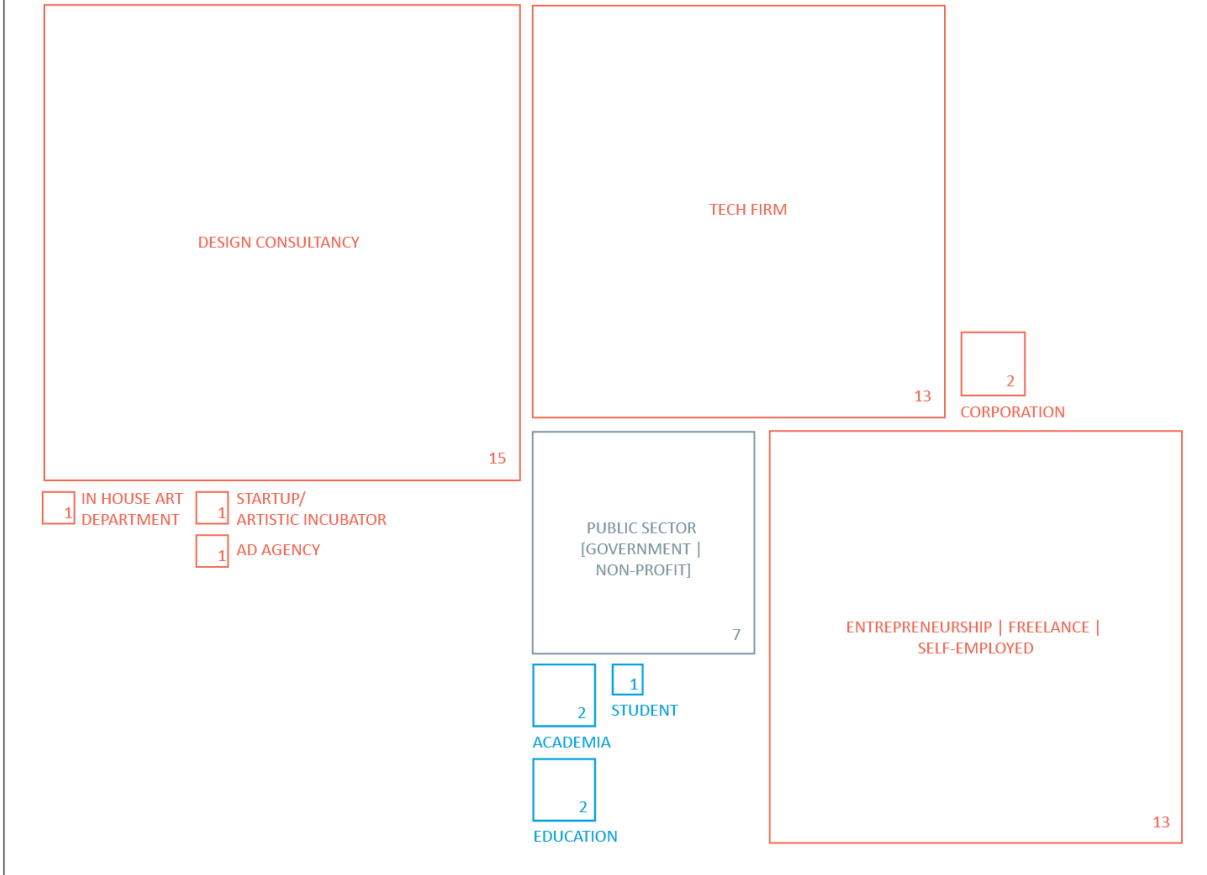 DESIGN CONSULTANCY
15
TECH FIRM
13
2
CORPORATION
1
IN HOUSE ART
DEPARTMENT
1
STARTUP/
ARTISTIC INCUBATOR
1
AD AGENCY
PUBLIC SECTOR
[GOVERNMENT |
NON-PROFIT]
7
ENTREPRENEURSHIP | FREELANCE |
SELF-EMPLOYED
13
2
ACADEMIA
1
STUDENT
2
EDUCATION